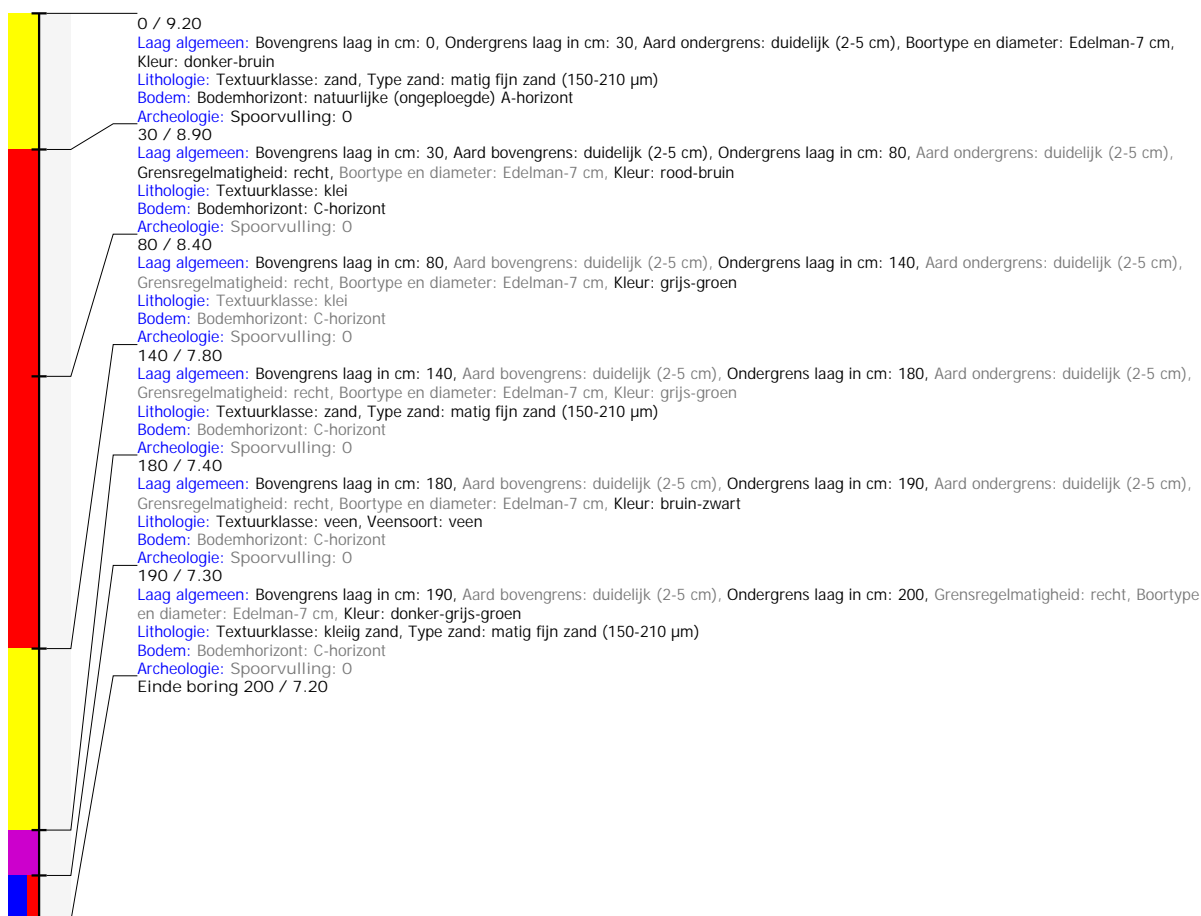 0 / 9.20
Laag algemeen: Bovengrens laag in cm: 0, Ondergrens laag in cm: 30, Aard ondergrens: duidelijk (2-5 cm), Boortype en diameter: Edelman-7 cm,
Kleur: donker-bruin
Lithologie: Textuurklasse: zand, Type zand: matig fijn zand (150-210 µm)
Bodem: Bodemhorizont: natuurlijke (ongeploegde) A-horizont
Archeologie: Spoorvulling: 0
30 / 8.90
Laag algemeen: Bovengrens laag in cm: 30, Aard bovengrens: duidelijk (2-5 cm), Ondergrens laag in cm: 80, Aard ondergrens: duidelijk (2-5 cm),
Grensregelmatigheid: recht, Boortype en diameter: Edelman-7 cm, Kleur: rood-bruin
Lithologie: Textuurklasse: klei
Bodem: Bodemhorizont: C-horizont
Archeologie: Spoorvulling: 0
80 / 8.40
Laag algemeen: Bovengrens laag in cm: 80, Aard bovengrens: duidelijk (2-5 cm), Ondergrens laag in cm: 140, Aard ondergrens: duidelijk (2-5 cm),
Grensregelmatigheid: recht, Boortype en diameter: Edelman-7 cm, Kleur: grijs-groen
Lithologie: Textuurklasse: klei
Bodem: Bodemhorizont: C-horizont
Archeologie: Spoorvulling: 0
140 / 7.80
Laag algemeen: Bovengrens laag in cm: 140, Aard bovengrens: duidelijk (2-5 cm), Ondergrens laag in cm: 180, Aard ondergrens: duidelijk (2-5 cm),
Grensregelmatigheid: recht, Boortype en diameter: Edelman-7 cm, Kleur: grijs-groen
Lithologie: Textuurklasse: zand, Type zand: matig fijn zand (150-210 µm)
Bodem: Bodemhorizont: C-horizont
Archeologie: Spoorvulling: 0
180 / 7.40
Laag algemeen: Bovengrens laag in cm: 180, Aard bovengrens: duidelijk (2-5 cm), Ondergrens laag in cm: 190, Aard ondergrens: duidelijk (2-5 cm),
Grensregelmatigheid: recht, Boortype en diameter: Edelman-7 cm, Kleur: bruin-zwart
Lithologie: Textuurklasse: veen, Veensoort: veen
Bodem: Bodemhorizont: C-horizont
Archeologie: Spoorvulling: 0
190 / 7.30
Laag algemeen: Bovengrens laag in cm: 190, Aard bovengrens: duidelijk (2-5 cm), Ondergrens laag in cm: 200, Grensregelmatigheid: recht, Boortype
en diameter: Edelman-7 cm, Kleur: donker-grijs-groen
Lithologie: Textuurklasse: kleiig zand, Type zand: matig fijn zand (150-210 µm)
Bodem: Bodemhorizont: C-horizont
Archeologie: Spoorvulling: 0
Einde boring 200 / 7.20